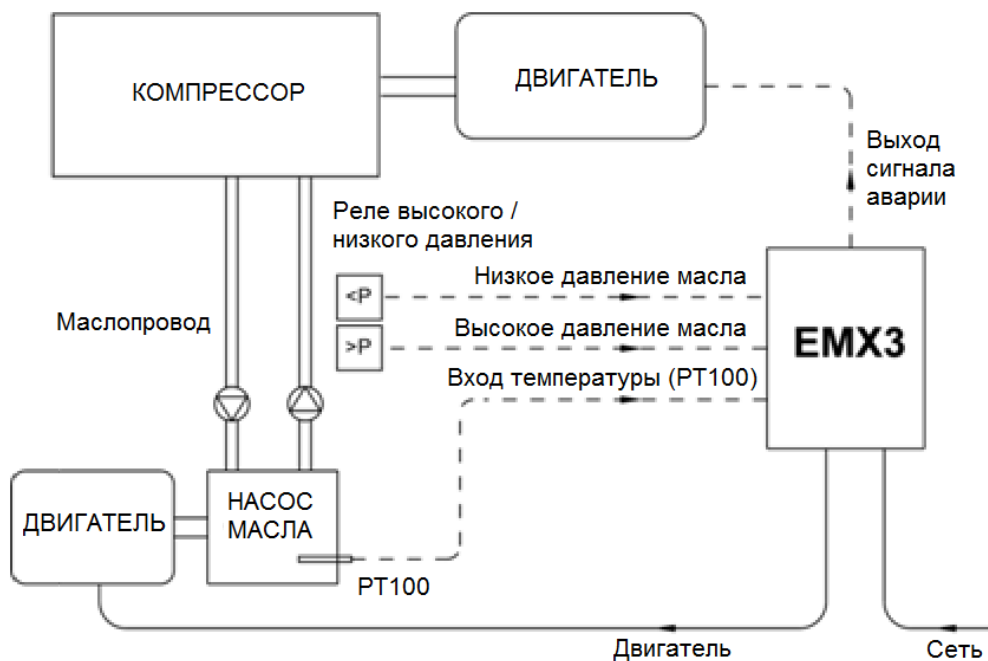 КОМПРЕССОР
ДВИГАТЕЛЬ
Выход
сигнала
аварии
Реле высокого /
низкого давления
<P
Низкое давление масла
Маслопровод
>P
Высокое давление масла
EMX3
Вход температуры (PT100)
ДВИГАТЕЛЬ
НАСОС
МАСЛА
PT100
Двигатель
Сеть